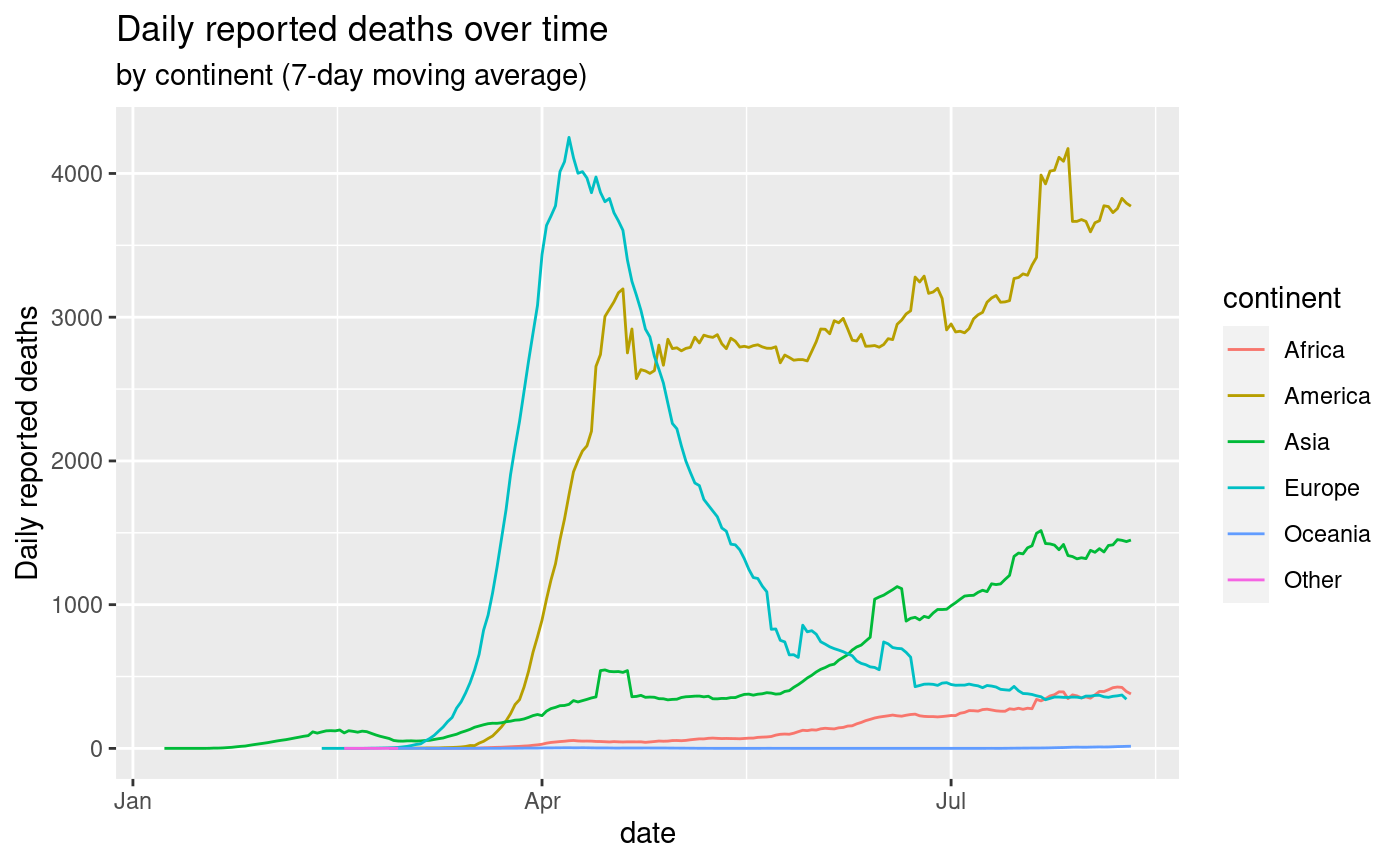 Daily reported deaths over time
by continent (7-day moving average)
Daily reported deaths
4000
3000
2000
1000
0
Jan
Apr
Jul
date
continent
Africa
America
Asia
Europe
Oceania
Other